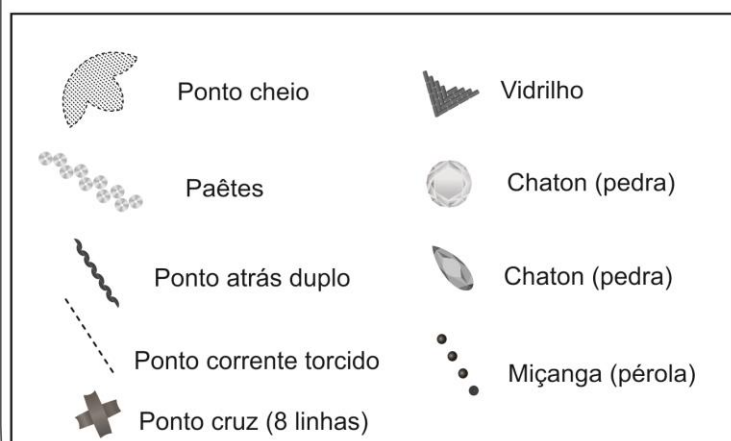 Ponto cheio
Vidrilho
Paêtes
Chaton (pedra)
Ponto atrás duplo
Chaton (pedra)
Ponto corrente torcido
Miçanga (pérola)
Ponto cruz (8 linhas)